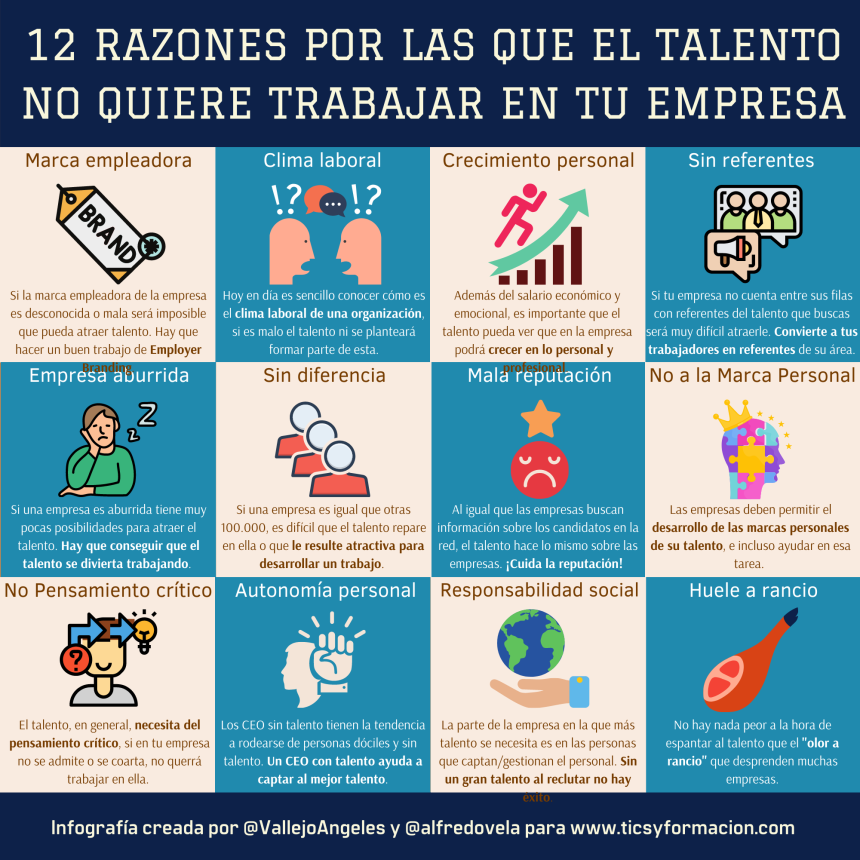 12 RAZONES POR LAS QUE EL TALENTO
NO QUIERE TRABAJAR EN TU EMPRESA
Marca empleadora
BRAND
Si la marca empleadora de la empresa
es desconocida o mala será imposible
que pueda atraer talento. Hay que
hacer un buen trabajo de Employer
Branding.
Clima laboral
!? !?
Hoy en día es sencillo conocer cómo es
el clima laboral de una organización,
si es malo el talento ni se planteará
formar parte de esta.
Crecimiento personal
Además del salario económico y
emocional, es importante que el
talento pueda ver que en la empresa
podrá crecer en lo personal y
profesional.
Sin referentes
Si tu empresa no cuenta entre sus filas
con referentes del talento que buscas
será muy difícil atraerle. Convierte a tus
trabajadores en referentes de su área.
Empresa aburrida
z z Z
Si una empresa es aburrida tiene muy
pocas posibilidades para atraer el
talento. Hay que conseguir que el
talento se divierta trabajando.
Sin diferencia
Si una empresa es igual que otras
100.000, es difícil que el talento repare
en ella o que le resulte atractiva para
desarrollar un trabajo.
Mala reputación
Al igual que las empresas buscan
información sobre los candidatos en la
red, el talento hace lo mismo sobre las
empresas. ¡Cuida la reputación!
No a la Marca Personal
Las empresas deben permitir el
desarrollo de las marcas personales
de su talento, e incluso ayudar en esa
tarea.
No Pensamiento crítico
?
El talento, en general, necesita del
pensamiento crítico, si en tu empresa
no se admite o se coarta, no querrá
trabajar en ella.
Autonomía personal
Los CEO sin talento tienen la tendencia
a rodearse de personas dóciles y sin
talento. Un CEO con talento ayuda a
captar al mejor talento.
Responsabilidad social
La parte de la empresa en la que más
talento se necesita es en las personas
que captan/gestionan el personal. Sin
un gran talento al reclutar no hay
éxito.
Huele a rancio
No hay nada peor a la hora de
espantar al talento que el "olor a
rancio" que desprenden muchas
empresas.
Infografía creada por @VallejoAngeles y @alfredovela para www.ticsyformacion.com